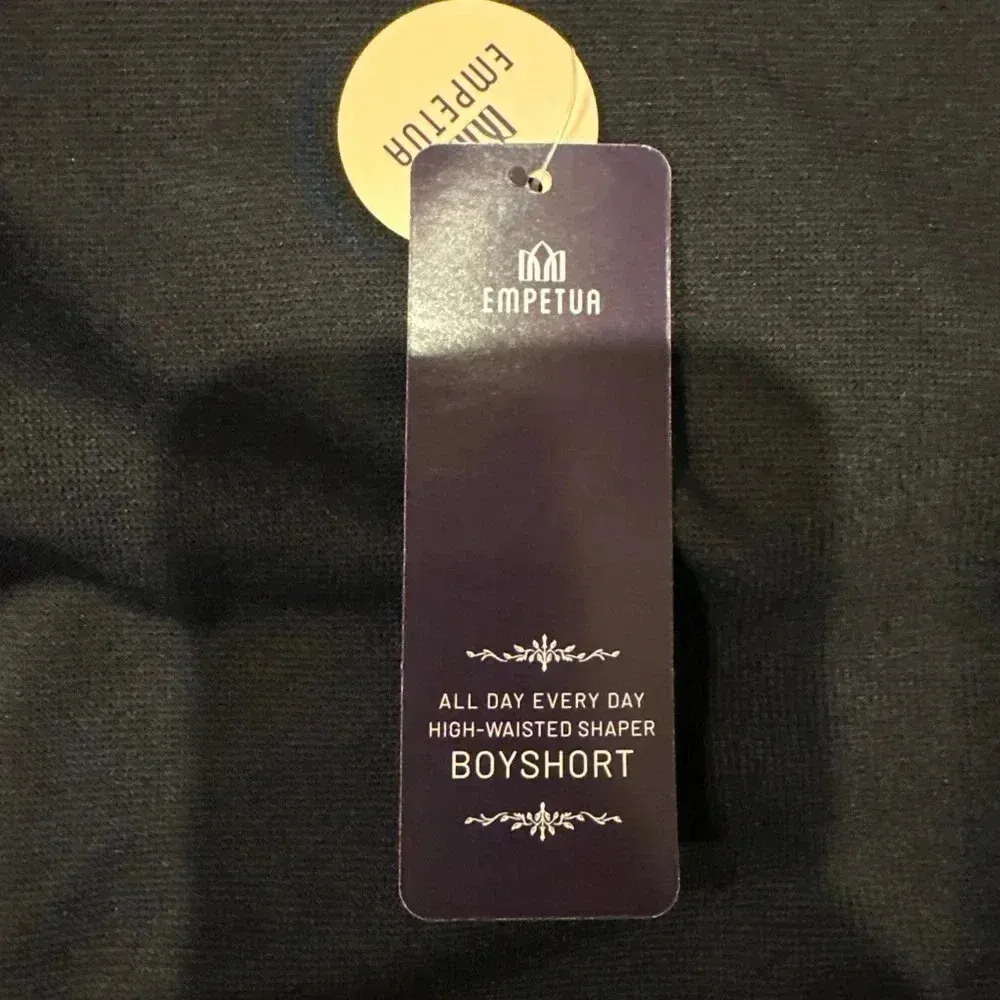 EMPETUA
EMPETUA
ALL DAY EVERY DAY
HIGH-WAISTED SHAPER
BOYSHORT